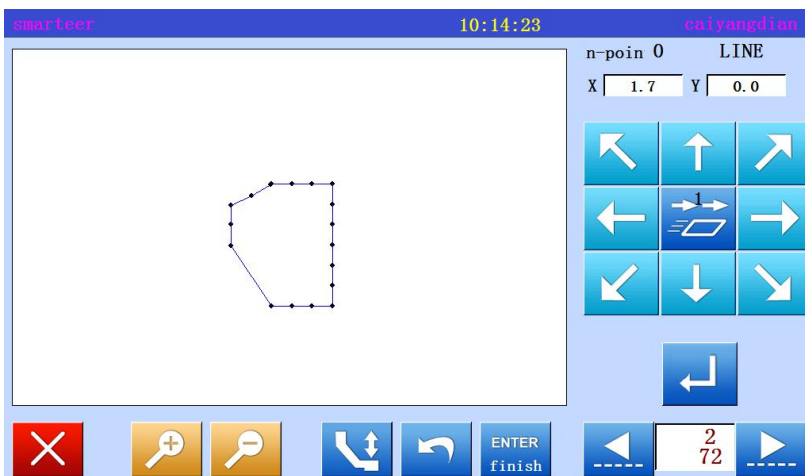 smarteer 10:14:23 caiyangdian
n-poin 0 LINE
X 1.7 Y 0.0
1
ENTER
finish
2
72